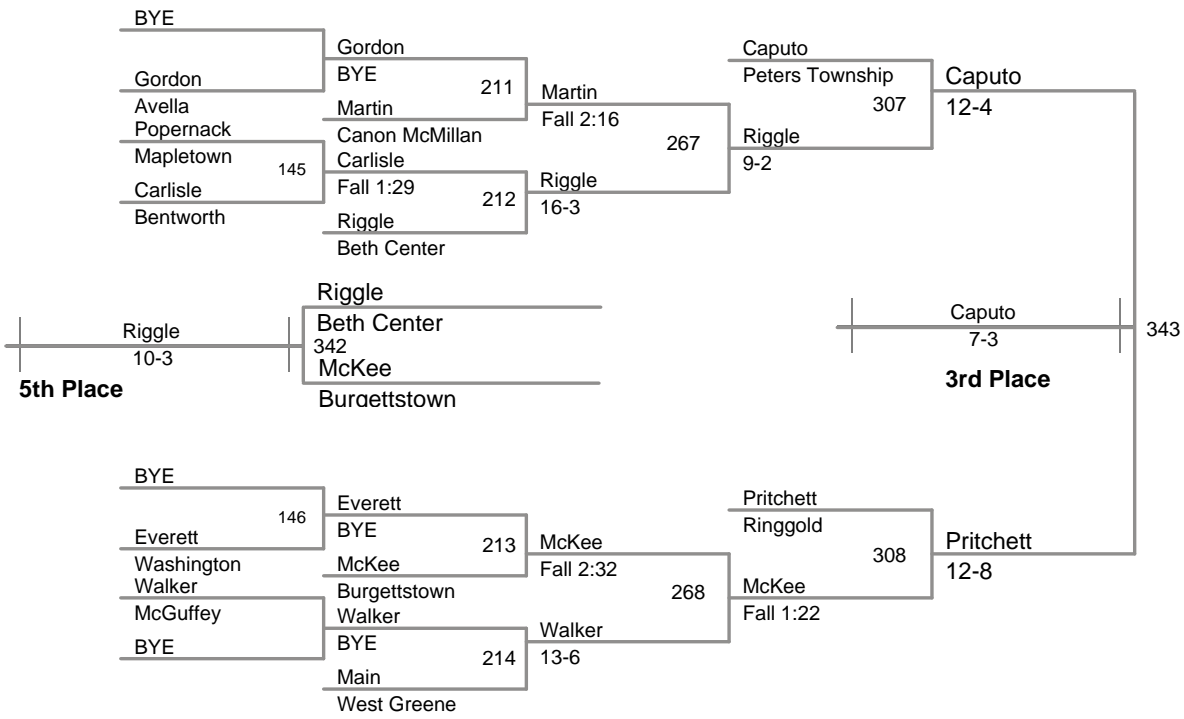 BYE
Gordon
Avella
Popernack
Mapletown
145
Carlisle
Bentworth
Gordon
BYE
211
Martin
Canon McMillan
Carlisle
Fall 1:29
212
Riggle
Beth Center
Martin
Fall 2:16
267
Riggle
16-3
Caputo
Peters Township
307
Riggle
9-2
Caputo
12-4
Riggle
10-3
5th Place
Riggle
Beth Center
342
McKee
Burgettstown
Caputo
7-3
3rd Place
343
BYE
146
Everett
Washington
Walker
McGuffey
BYE
Everett
BYE
213
McKee
Burgettstown
Walker
BYE
214
Main
West Greene
McKee
Fall 2:32
268
Walker
13-6
Pritchett
Ringgold
308
McKee
Fall 1:22
Pritchett
12-8